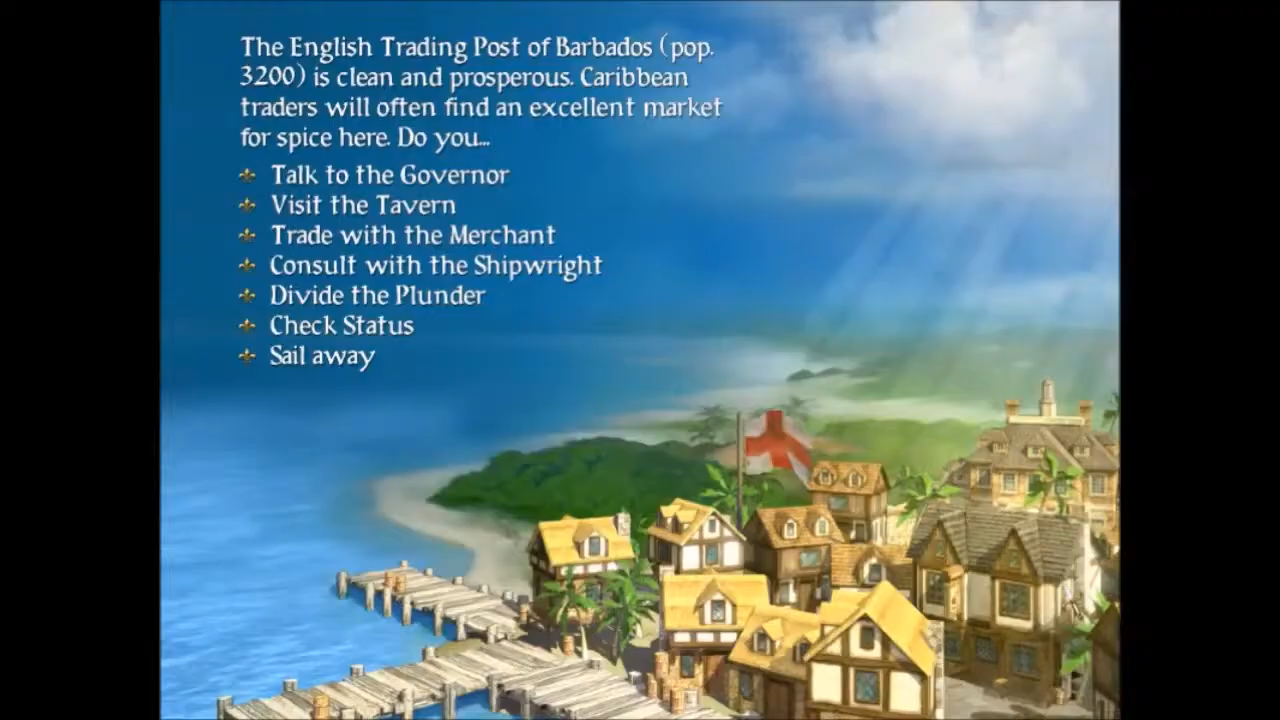 The English Trading Post of Barbados (pop.
3200) is clean and prosperous. Caribbean
traders will often find an excellent market
for spice here. Do you...
Talk to the Governor
Visit the Tavern
Trade with the Merchant
Consult with the Shipwright
Divide the Plunder
Check Status
Sail away